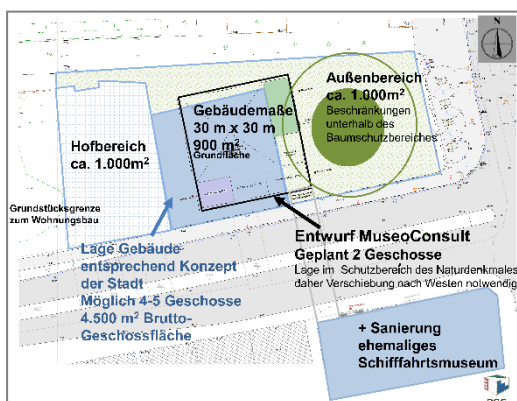 N
Außenbereich
ca. 1.000m²
Beschränkungen
unterhalb des
Baumschutzbereiches
Gebäudemaße
30 m x 30 m
900 m²
Grundfläche
Hofbereich
ca. 1.000m²
Grundstücksgrenze
zum Wohnungsbau
Lage Gebäude
entsprechend Konzept
der Stadt
Möglich 4-5 Geschosse
4.500 m² Brutto-
Geschossfläche
Entwurf MuseoConsult
Geplant 2 Geschosse
Lage im Schutzbereich des Naturdenkmales
daher Verschiebung nach Westen notwendig
+ Sanierung
ehemaliges
Schifffahrtsmuseum